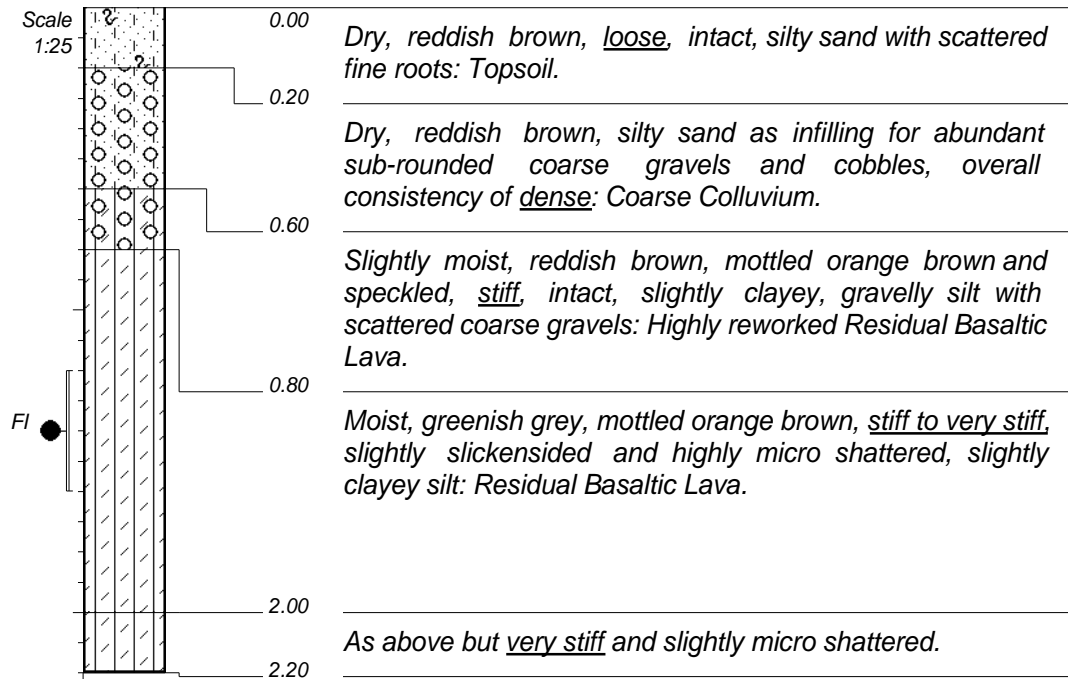 Scale
1:25
0.00
Dry, reddish brown, loose, intact, silty sand with scattered
fine roots: Topsoil.
0.20
Dry, reddish brown, silty sand as infilling for abundant
sub-rounded coarse gravels and cobbles, overall
consistency of dense: Coarse Colluvium.
0.60
Slightly moist, reddish brown, mottled orange brown and
speckled, stiff, intact, slightly clayey, gravelly silt with
scattered coarse gravels: Highly reworked Residual Basaltic
Lava.
0.80
FI
Moist, greenish grey, mottled orange brown, stiff to very stiff,
slightly slickensided and highly micro shattered, slightly
clayey silt: Residual Basaltic Lava.
2.00
As above but very stiff and slightly micro shattered.
2.20